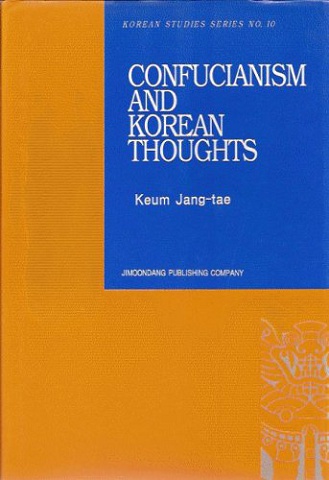 KOREAN STUDIES SERIES NO. 10
CONFUCIANISM
AND
KOREAN
THOUGHTS
Keum Jang-tae
JIMOONDANG PUBLISHING COMPANY